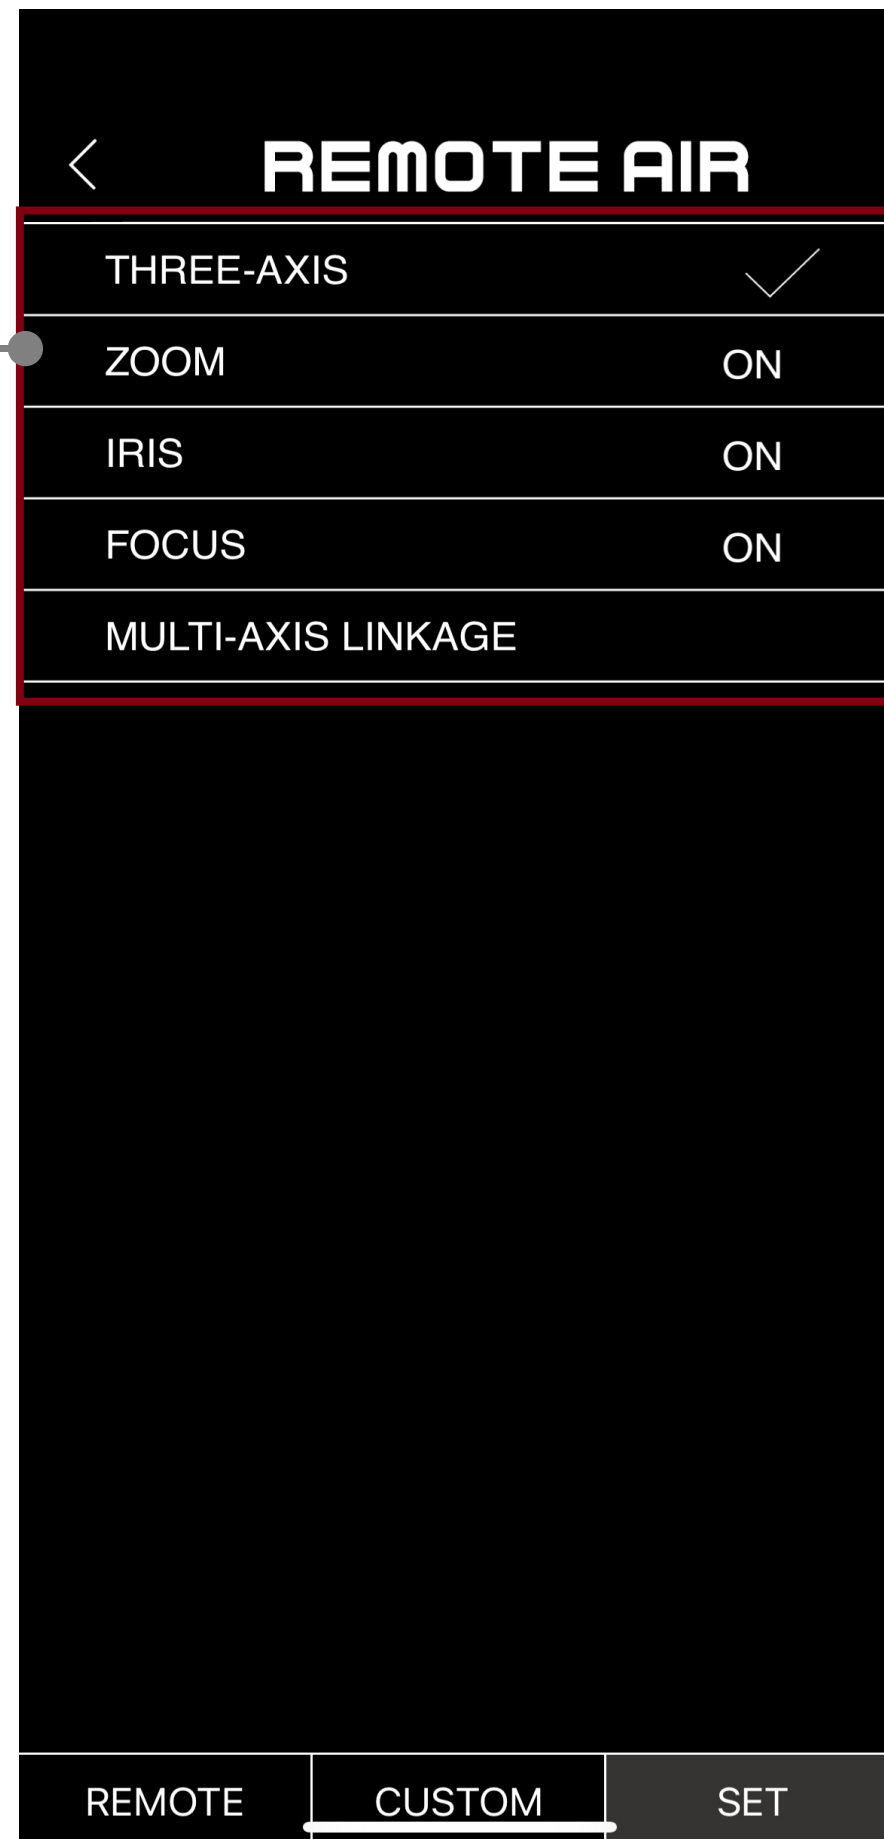 REMOTE AIR
THREE-AXIS
ZOOM ON
IRIS ON
FOCUS ON
MULTI-AXIS LINKAGE
REMOTE CUSTOM SET